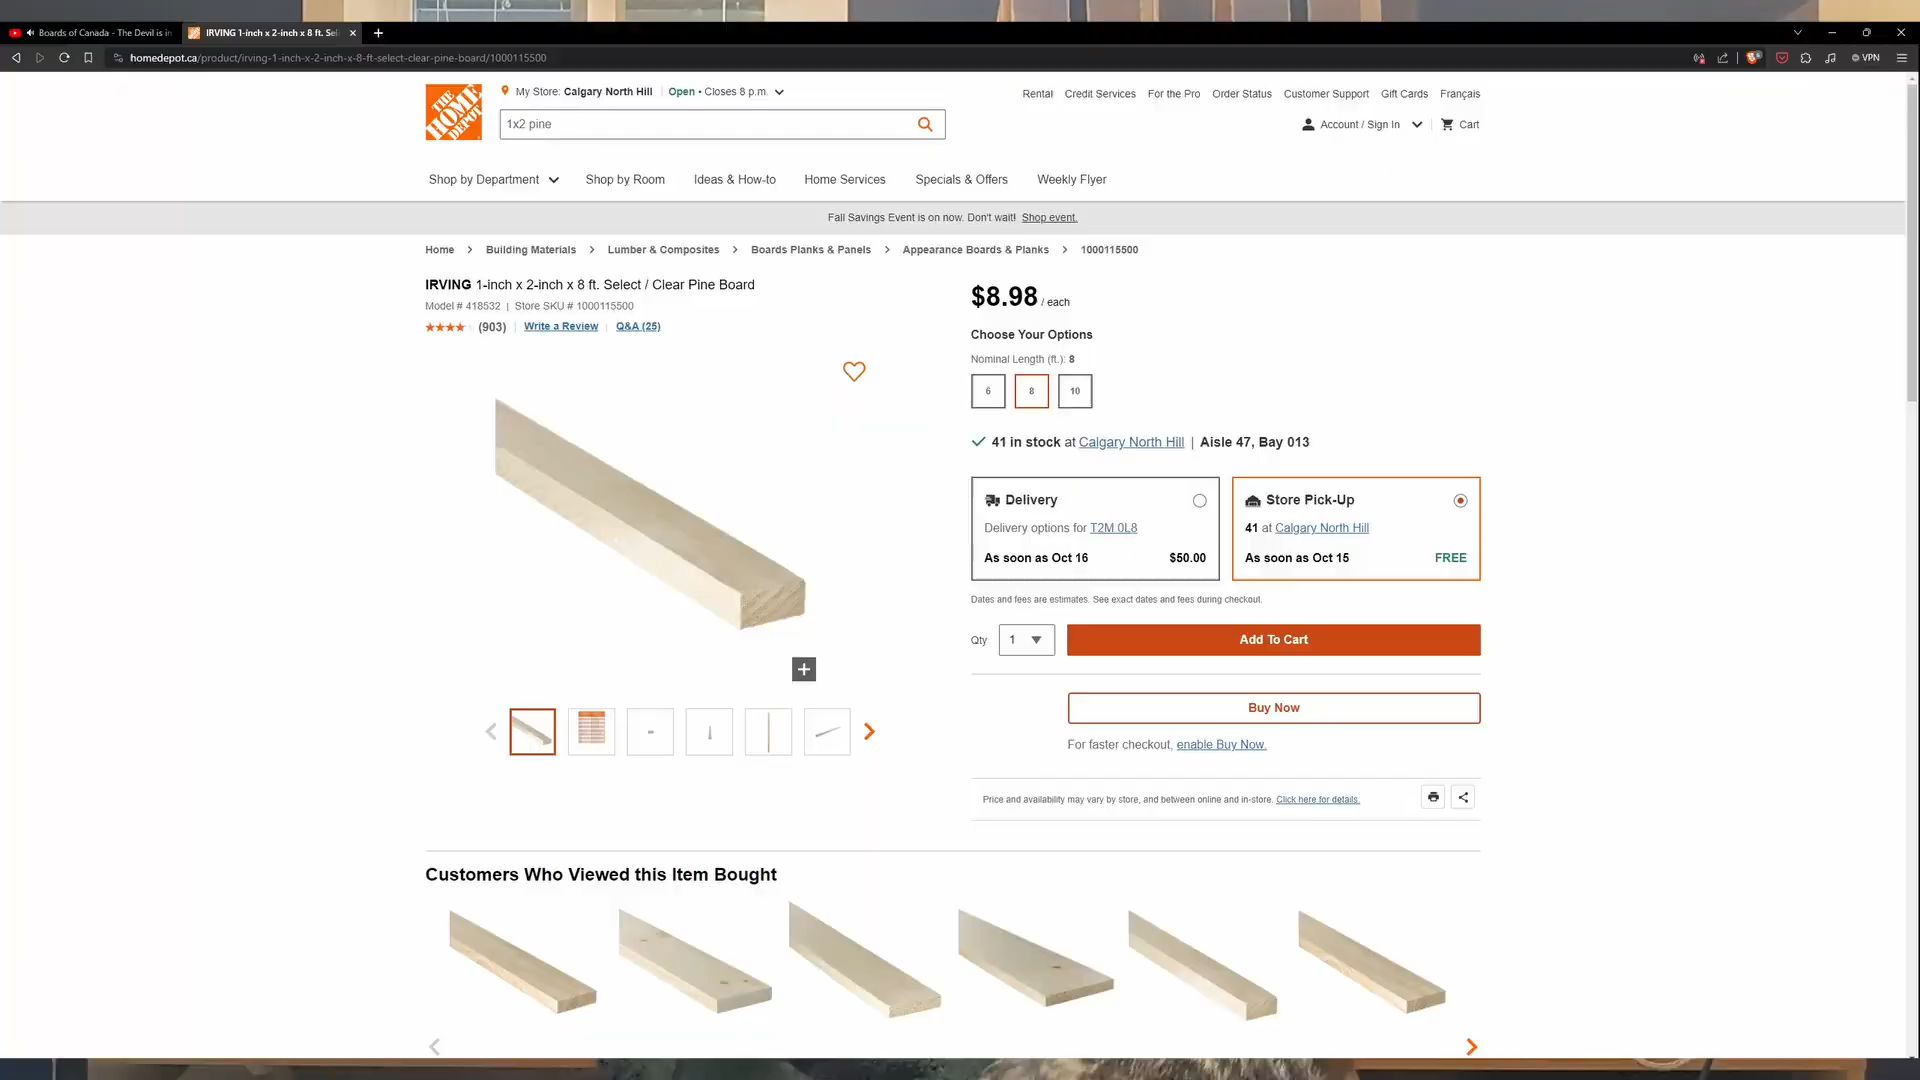 Boards of Canada - The Devil is in
IRVING 1-inch x 2-inch x 8 ft. Sel
homedepot.ca/product/irving-1-inch-x-2-inch-x-8-ft-select-clear-pine-board/1000115500
VPN
THE HOME DEPOT
My Store: Calgary North Hill
Open • Closes 8 p.m.
Rental
Credit Services
For the Pro
Order Status
Customer Support
Gift Cards
Français
1x2 pine
Account / Sign In
Cart
Shop by Department
Shop by Room
Ideas & How-to
Home Services
Specials & Offers
Weekly Flyer
Fall Savings Event is on now. Don't wait! Shop event.
Home > Building Materials > Lumber & Composites > Boards Planks & Panels > Appearance Boards & Planks > 1000115500
IRVING 1-inch x 2-inch x 8 ft. Select / Clear Pine Board
Model # 418532 | Store SKU # 1000115500
(903) | Write a Review | Q&A (25)
$8.98 / each
Choose Your Options
Nominal Length (ft.): 8
6
8
10
41 in stock at Calgary North Hill | Aisle 47, Bay 013
Delivery
Delivery options for T2M 0L8
As soon as Oct 16 $50.00
Store Pick-Up
41 at Calgary North Hill
As soon as Oct 15 FREE
Dates and fees are estimates. See exact dates and fees during checkout.
Qty 1
Add To Cart
Buy Now
For faster checkout, enable Buy Now.
Price and availability may vary by store, and between online and in-store. Click here for details.
Customers Who Viewed this Item Bought